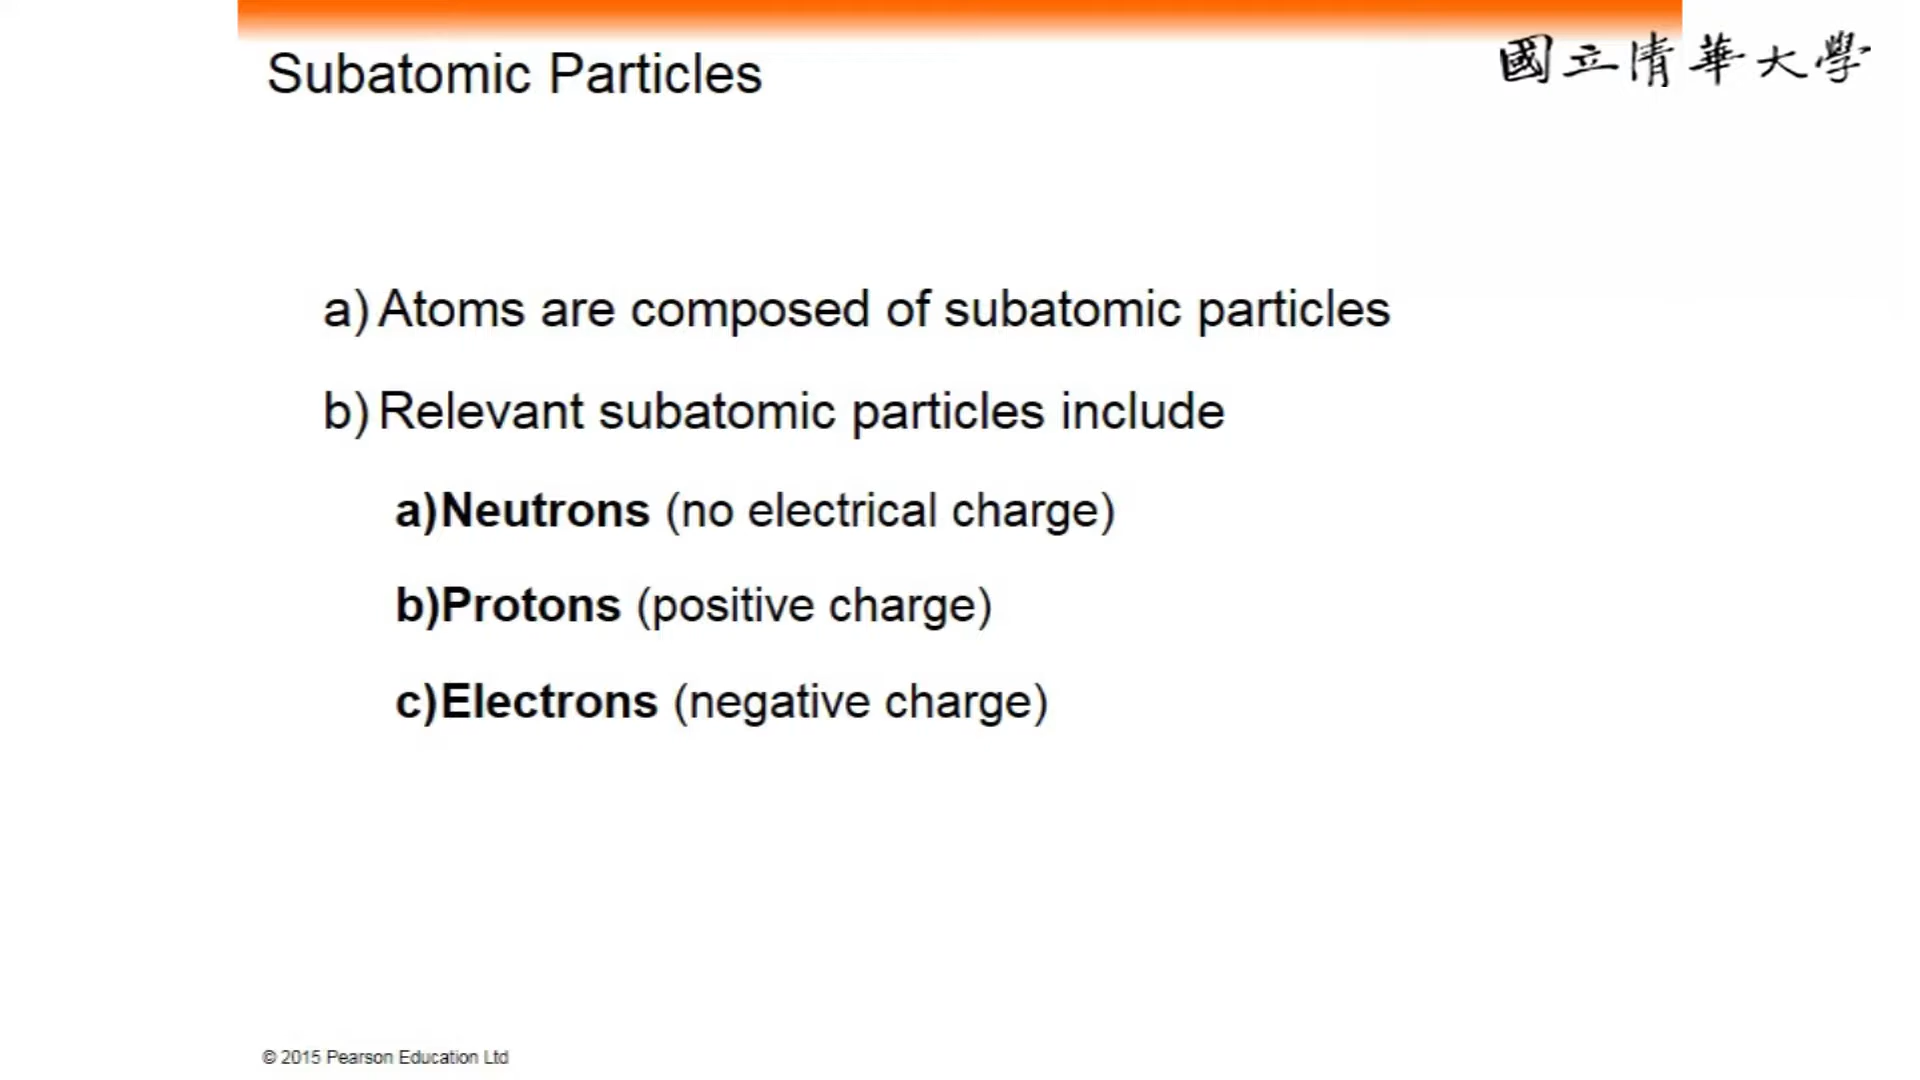 Subatomic Particles
國立清華大學
a) Atoms are composed of subatomic particles
b) Relevant subatomic particles include
a)Neutrons (no electrical charge)
b)Protons (positive charge)
c)Electrons (negative charge)
© 2015 Pearson Education Ltd